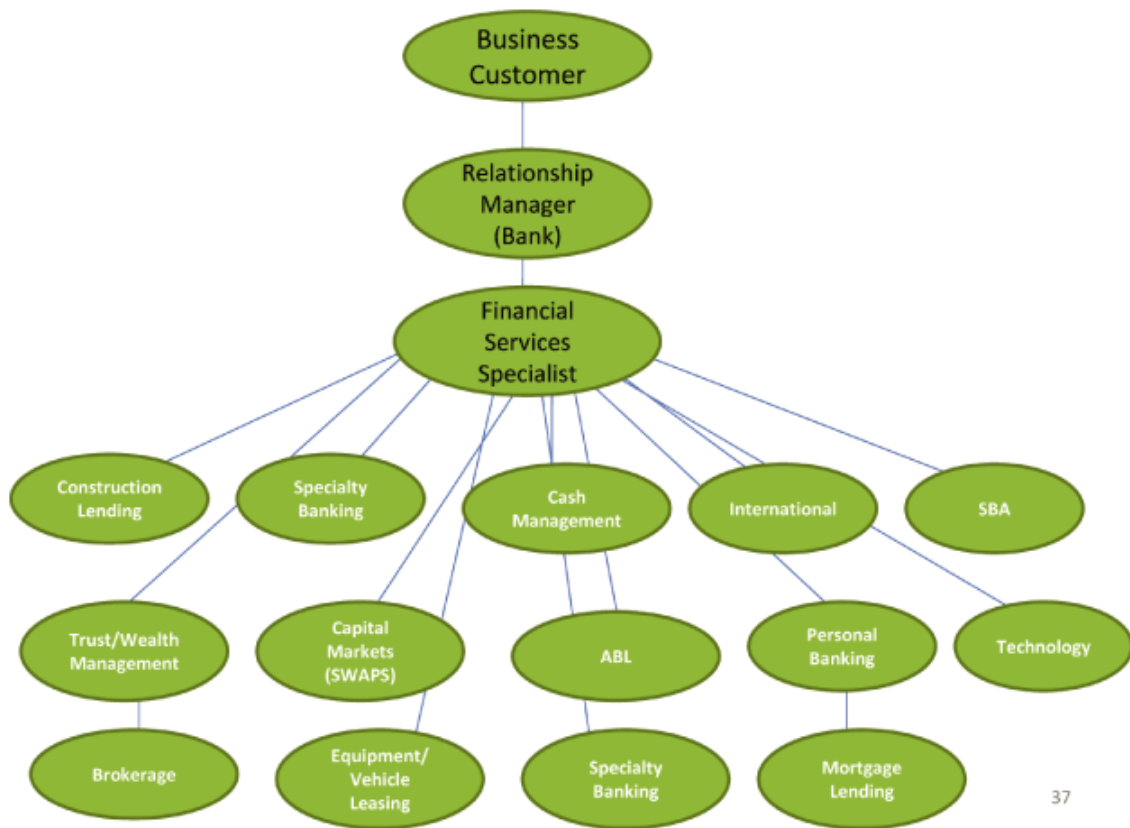 Business
Customer
Relationship
Manager
(Bank)
Financial
Services
Specialist
Construction
Lending
Specialty
Banking
Cash
Management
International
SBA
Trust/Wealth
Management
Capital
Markets
(SWAPS)
ABL
Personal
Banking
Technology
Brokerage
Equipment/
Vehicle
Leasing
Specialty
Banking
Mortgage
Lending
37